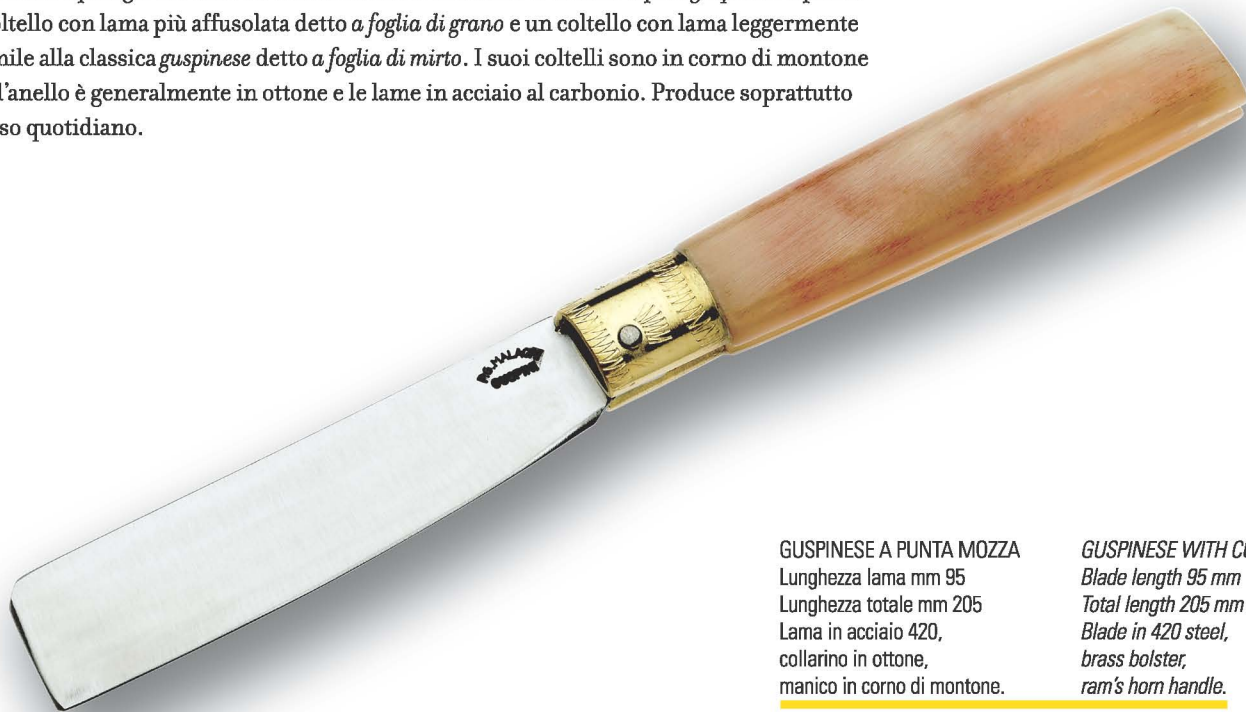 coltello con lama più affusolata detto a foglia di grano e un coltello con lama leggermente
simile alla classica guspinese detto a foglia di mirto. I suoi coltelli sono in corno di montone
l'anello è generalmente in ottone e le lame in acciaio al carbonio. Produce soprattutto
uso quotidiano.
GUSPINI
GUSPINESE A PUNTA MOZZA
Lunghezza lama mm 95
Lunghezza totale mm 205
Lama in acciaio 420,
collarino in ottone,
manico in corno di montone.
GUSPINESE WITH
Blade length 95 mm
Total length 205 mm
Blade in 420 steel,
brass bolster,
ram's horn handle.